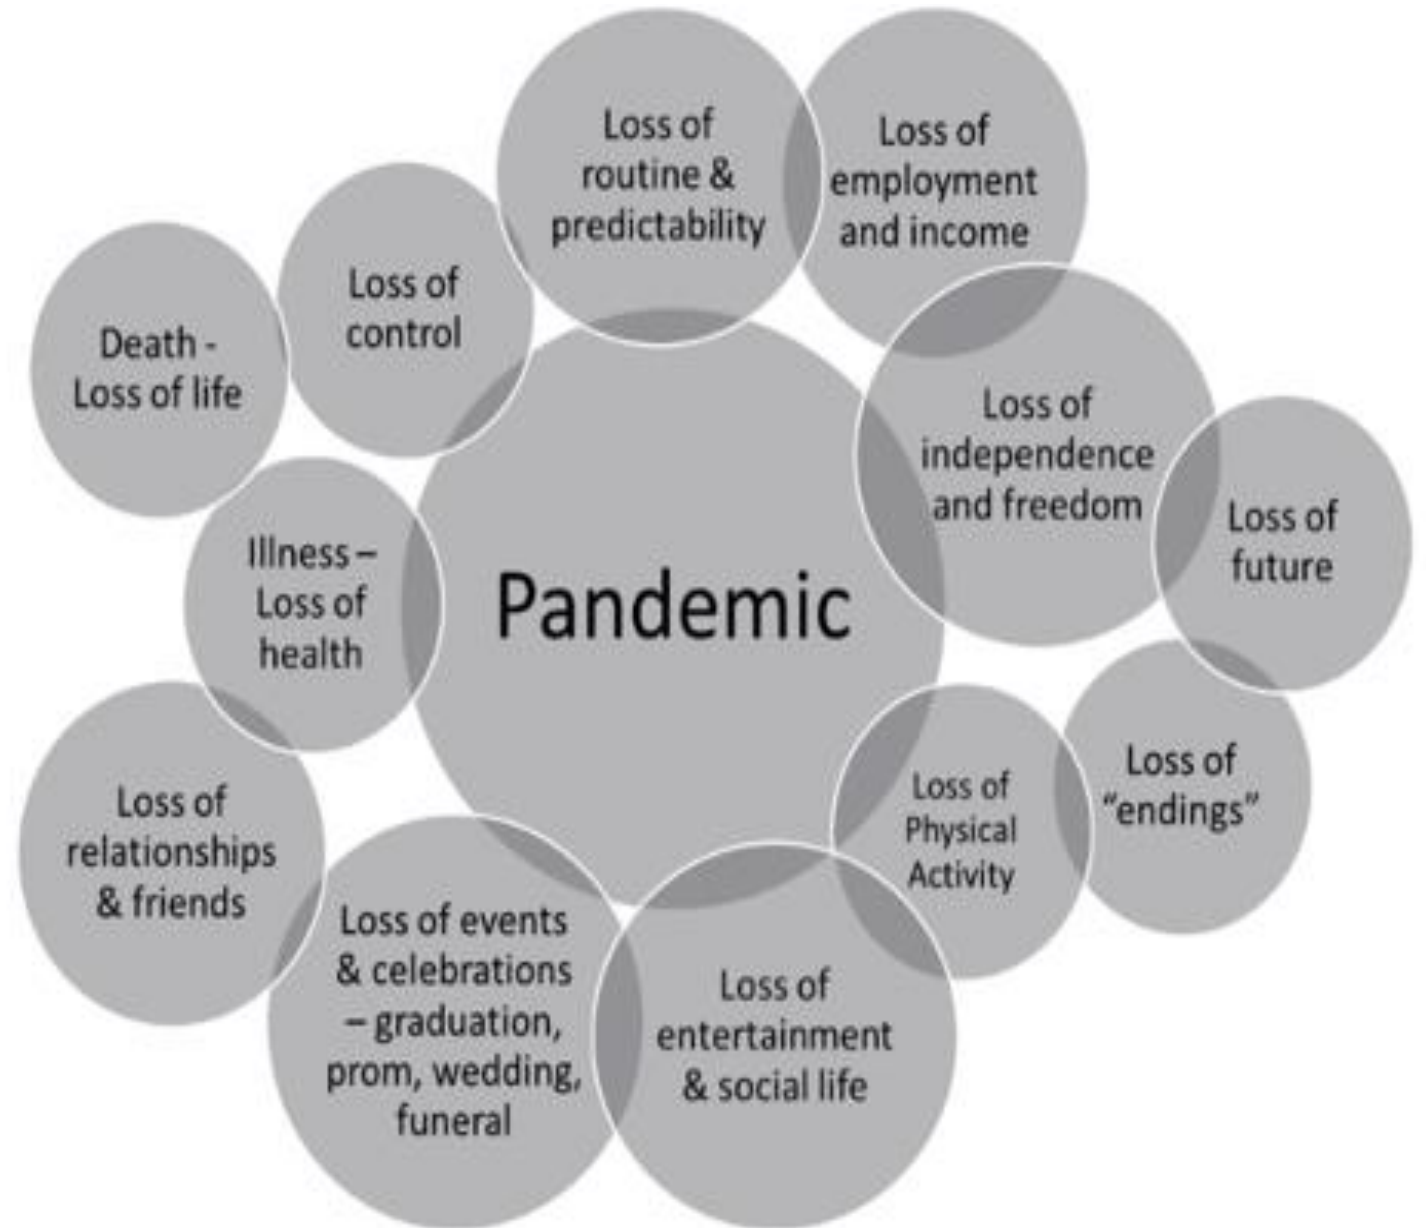 Loss of
routine &
predictability
Loss of
employment
and income
Loss of
control
Death -
Loss of life
Loss of
independence
and freedom
Loss of
future
Illness –
Loss of
health
Pandemic
Loss of
“endings”
Loss of
Physical
Activity
Loss of
relationships
& friends
Loss of events
& celebrations
– graduation,
prom, wedding,
funeral
Loss of
entertainment
& social life